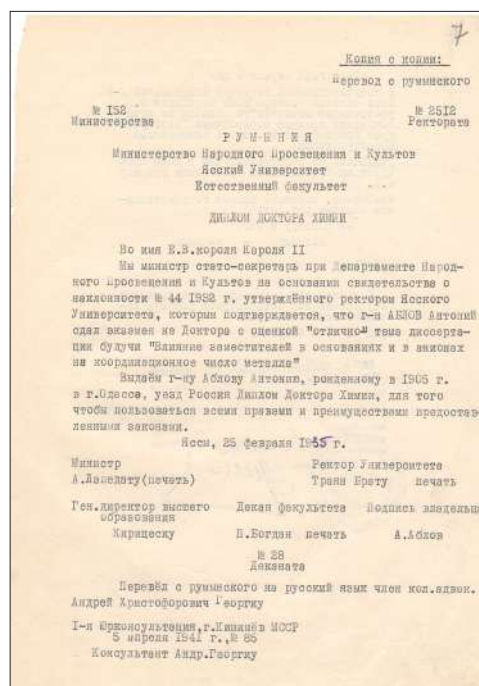 7
Копия с копии:
Перевод с румынского
№ 152 № 2512
Министерства Ректората
РУМЫНИЯ
Министерство Народного Просвещения и Культов
Ясский Университет
Естественный факультет
ДИПЛОМ ДОКТОРА ХИМИИ
Во имя Е.В.короля Кароля II
Мы министр статс-секретарь при Департаменте Народ-
ного Просвещения и Культов на основании свидетельства о
наклонности № 44 1932 г. утверждённого ректором Ясского
Университета, которым подтверждается, что г-н АБЛОВ Антоний
сдал экзамен на Доктора с оценкой "отлично" тема диссерта-
ции будучи "Влияние заместителей в основаниях и в анионах
на координационное число металла"
Выдаём г-ну Аблову Антонию, рожденному в 1905 г.
в г.Одесса, уезд Россия Диплом Доктора Химии, для того
чтобы пользоваться всеми правами и преимуществами предостав-
ленными законами.
Яссы, 25 февраля 1935 г.
Министр Ректор Университета
А.Лапедату(печать) Траян Брату печать
Ген.директор высшего Декан факультета Подпись владельца
образования
Кирицеску П.Богдан печать А.Аблов
№ 28
Деканата
Перевёл с румынского на русский язык член кол.адвок.
Андрей Христофорович Георгиу
I-я Юрконсультация,г.Кишинёв МССР
5 апреля 1941 г.,№ 85
Консультант Андр.Георгиу